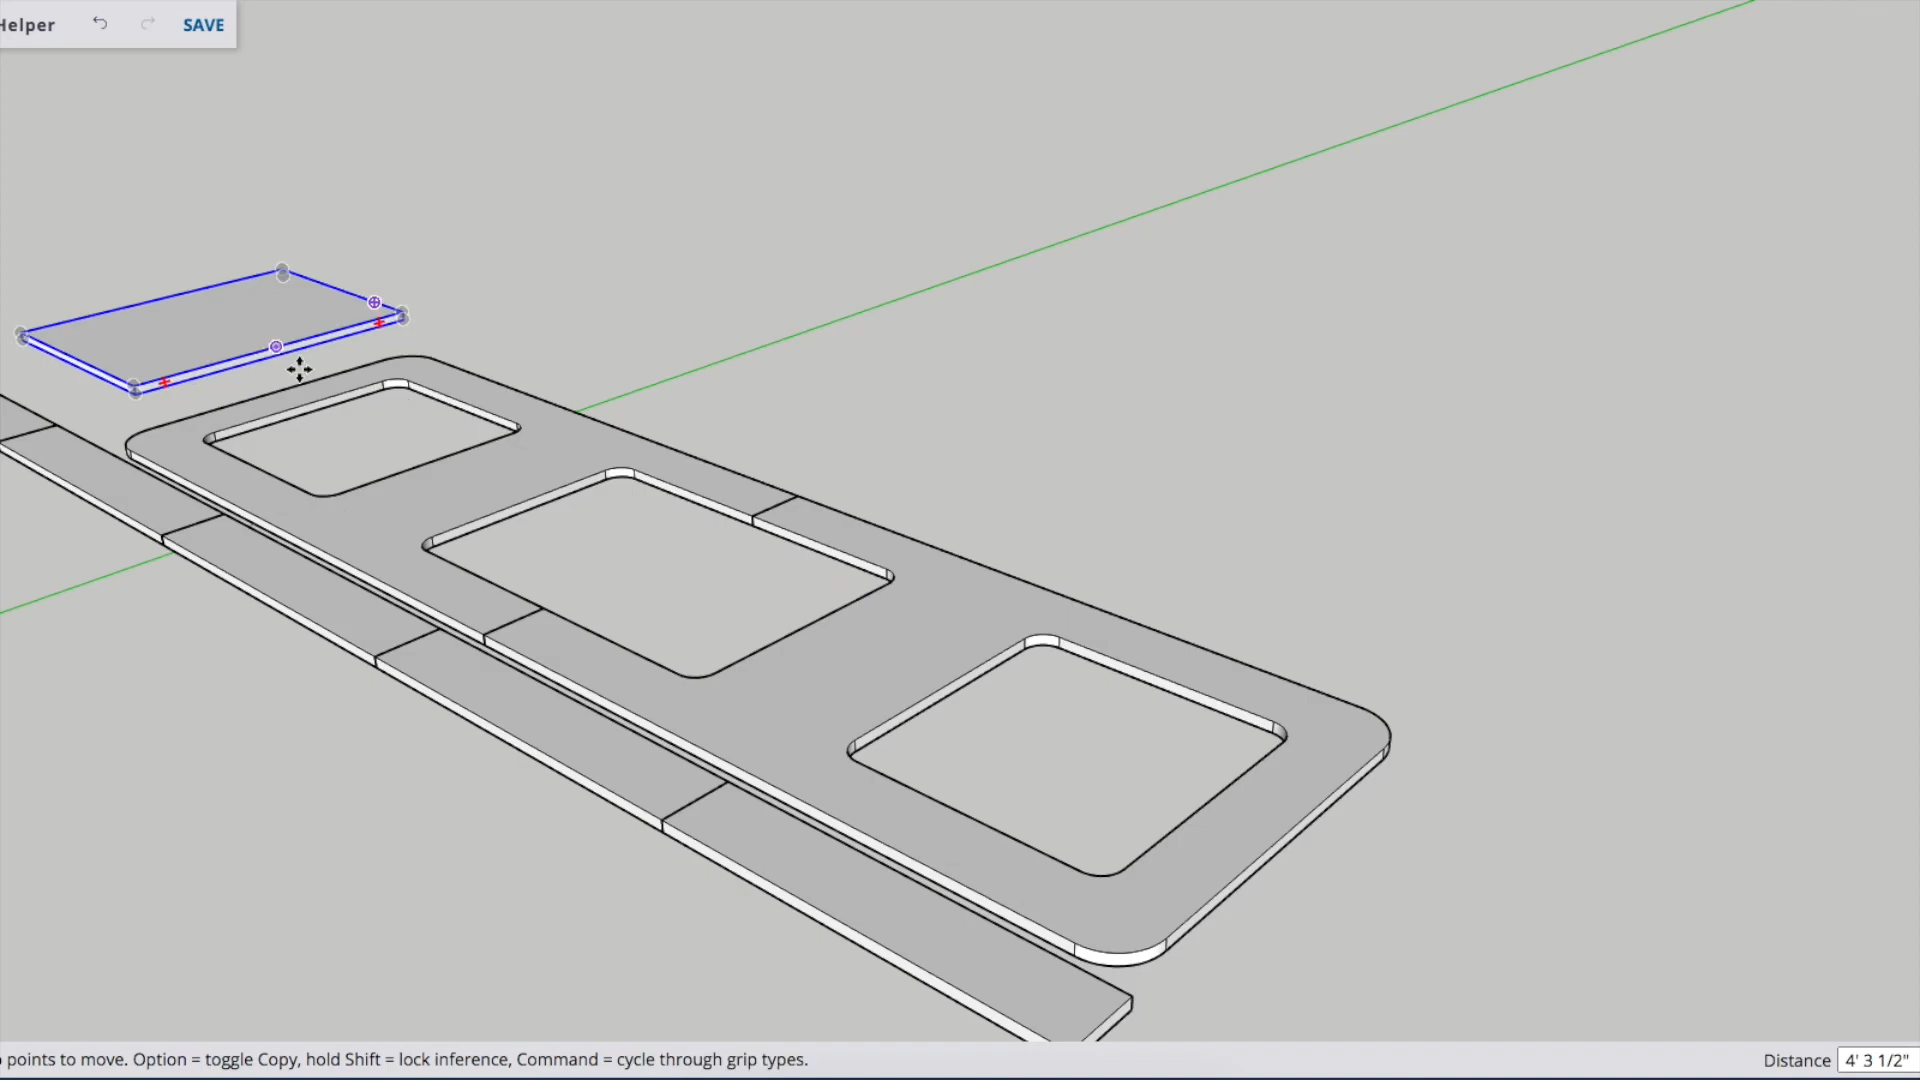 Helper SAVE
points to move. Option = toggle Copy, hold Shift = lock inference, Command = cycle through grip types. Distance 4' 3 1/2"